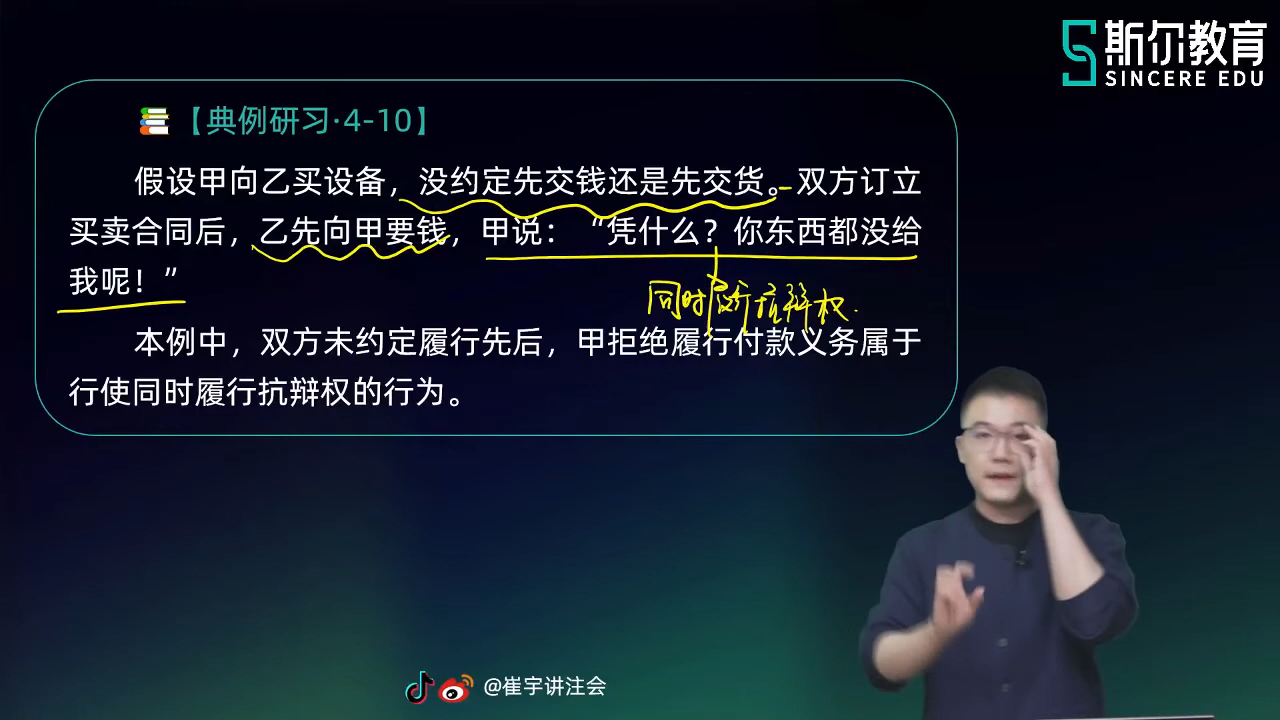 斯尔教育
SINCERE EDU
【典例研习·4-10】
假设甲向乙买设备，没约定先交钱还是先交货。双方订立
买卖合同后，乙先向甲要钱，甲说：“凭什么？你东西都没给
我呢！”
同时履行抗辩权.
本例中，双方未约定履行先后，甲拒绝履行付款义务属于
行使同时履行抗辩权的行为。
@崔宇讲注会